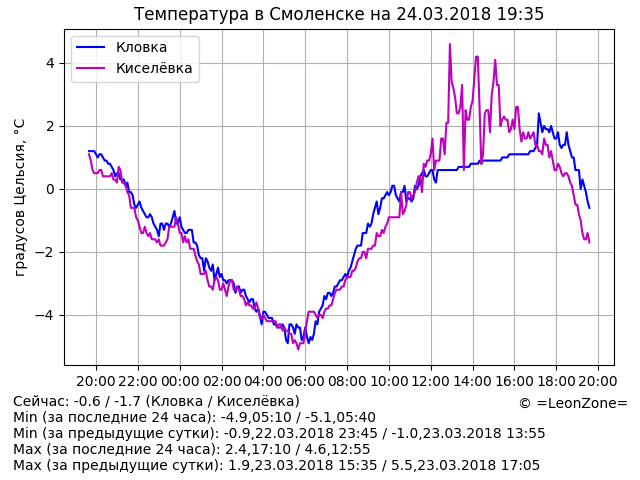 Температура в Смоленске на 24.03.2018 19:35
Кловка
Киселёвка
градусов Цельсия, °C
4
2
0
−2
−4
20:00 22:00 00:00 02:00 04:00 06:00 08:00 10:00 12:00 14:00 16:00 18:00 20:00
Сейчас: -0.6 / -1.7 (Кловка / Киселёвка)
© =LeonZone=
Min (за последние 24 часа): -4.9,05:10 / -5.1,05:40
Min (за предыдущие сутки): -0.9,22.03.2018 23:45 / -1.0,23.03.2018 13:55
Max (за последние 24 часа): 2.4,17:10 / 4.6,12:55
Max (за предыдущие сутки): 1.9,23.03.2018 15:35 / 5.5,23.03.2018 17:05